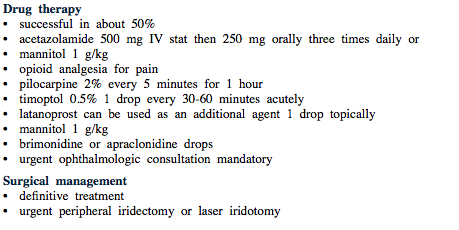 Drug therapy
• successful in about 50%
• acetazolamide 500 mg IV stat then 250 mg orally three times daily or
• mannitol 1 g/kg
• opioid analgesia for pain
• pilocarpine 2% every 5 minutes for 1 hour
• timoptol 0.5% 1 drop every 30-60 minutes acutely
• latanoprost can be used as an additional agent 1 drop topically
• mannitol 1 g/kg
• brimonidine or apraclonidine drops
• urgent ophthalmologic consultation mandatory
Surgical management
• definitive treatment
• urgent peripheral iridectomy or laser iridotomy